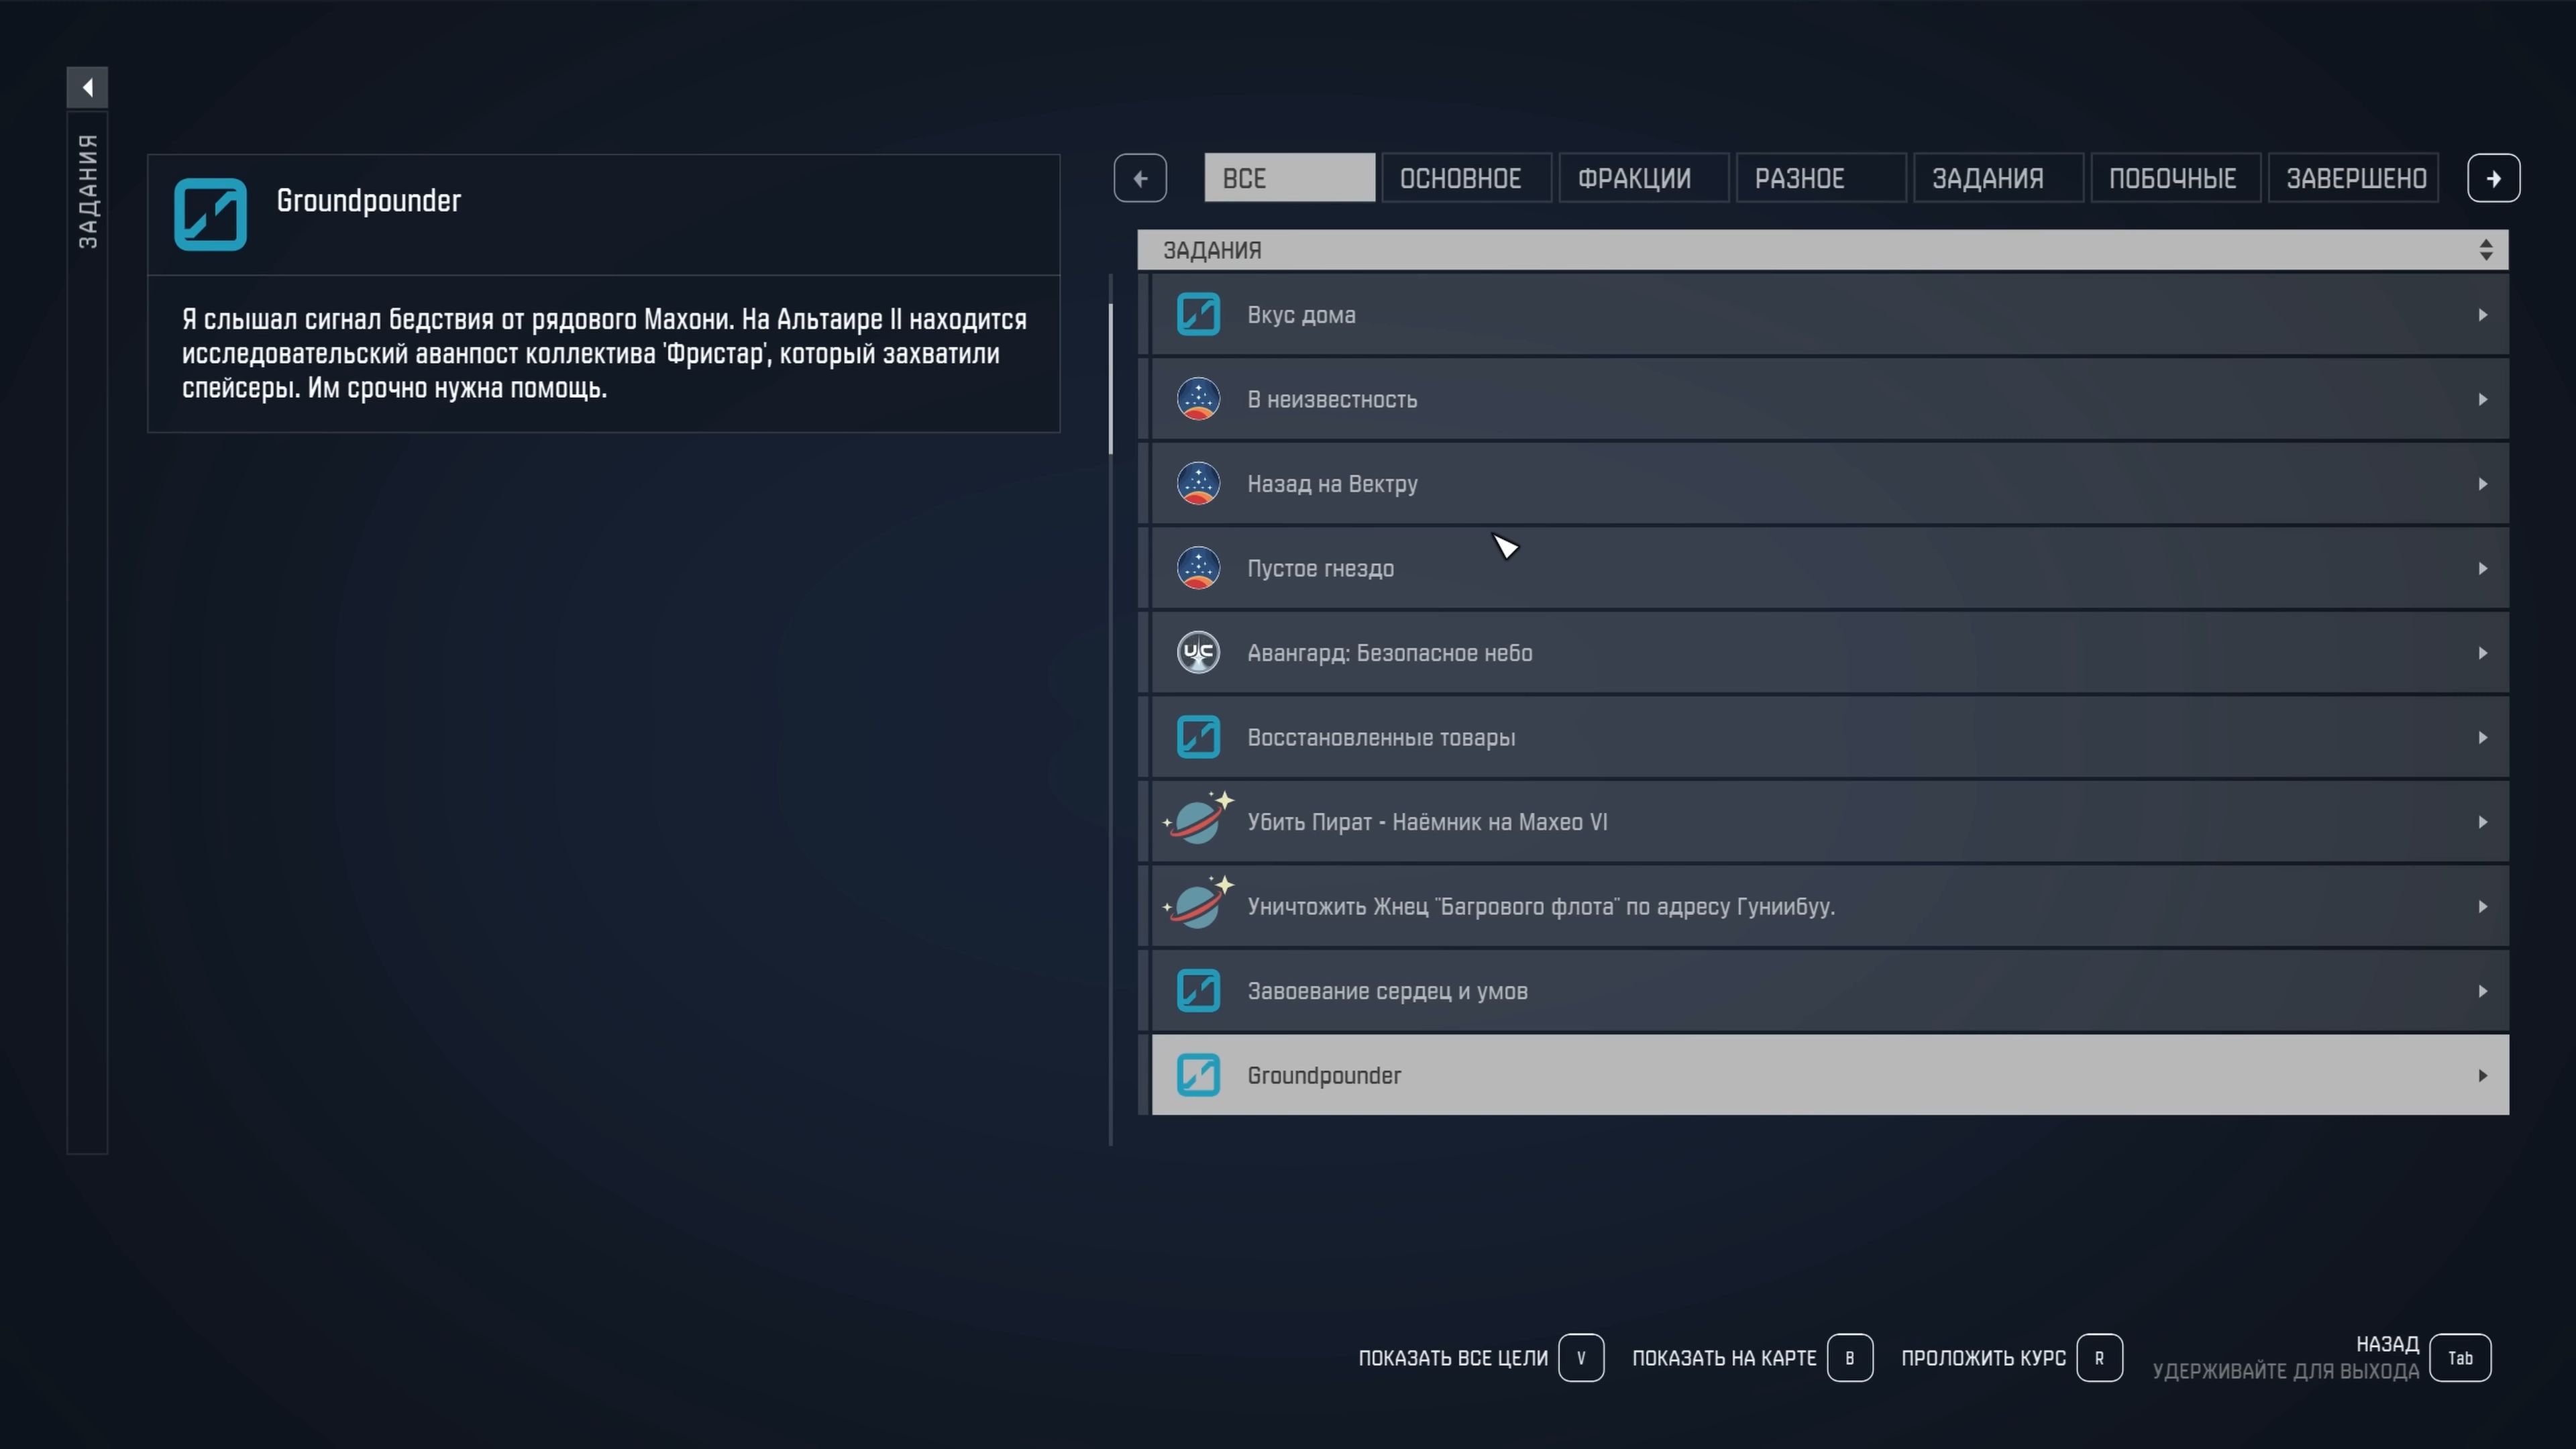 ЗАДАНИЯ
Groundpounder
Я слышал сигнал бедствия от рядового Махони. На Альтаире II находится
исследовательский аванпост коллектива 'Фристар', который захватили
спейсеры. Им срочно нужна помощь.
ВСЕ
ОСНОВНОЕ
ФРАКЦИИ
РАЗНОЕ
ЗАДАНИЯ
ПОБОЧНЫЕ
ЗАВЕРШЕНО
ЗАДАНИЯ
Вкус дома
В неизвестность
Назад на Вектру
Пустое гнездо
UC
Авангард: Безопасное небо
Восстановленные товары
Убить Пират - Наёмник на Махео VI
Уничтожить Жнец "Багрового флота" по адресу Гуниибуу.
Завоевание сердец и умов
Groundpounder
ПОКАЗАТЬ ВСЕ ЦЕЛИ V
ПОКАЗАТЬ НА КАРТЕ B
ПРОЛОЖИТЬ КУРС R
НАЗАД
УДЕРЖИВАЙТЕ ДЛЯ ВЫХОДА
Tab